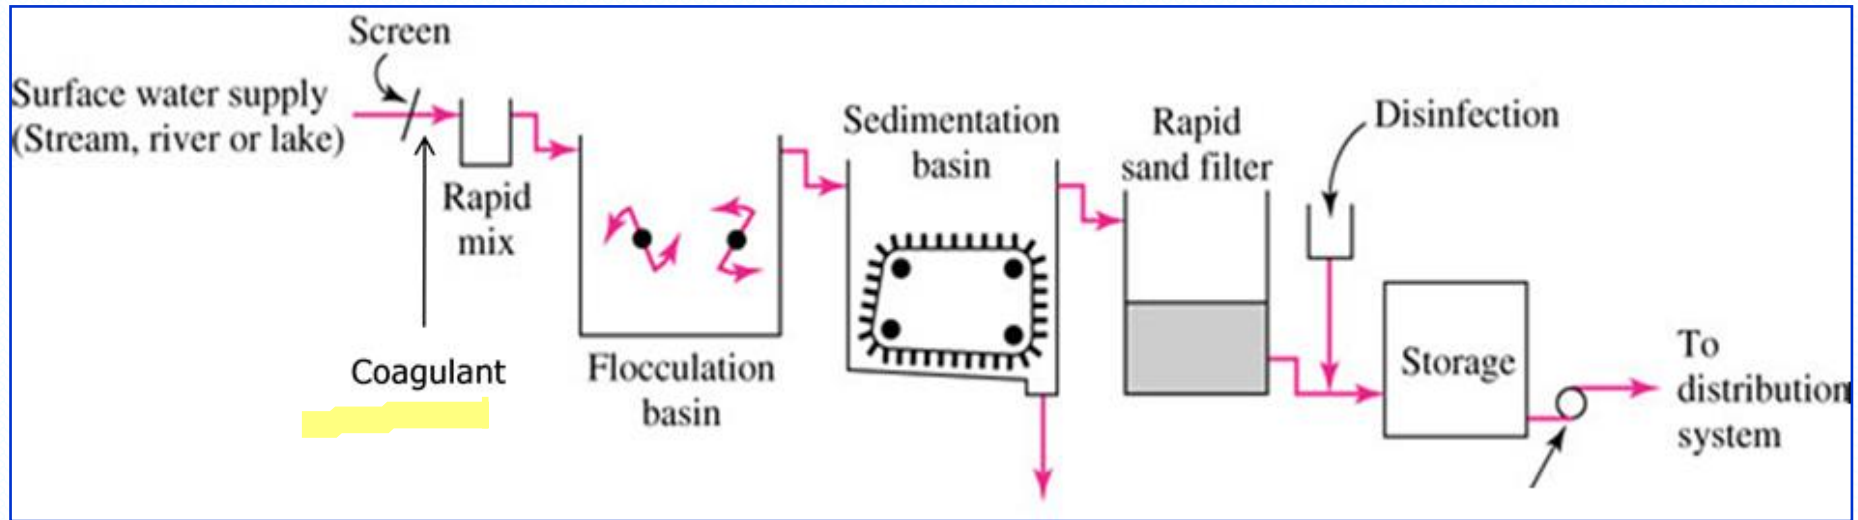 Screen
Surface water supply
(Stream, river or lake)
Rapid
mix
Coagulant
Flocculation
basin
Sedimentation
basin
Rapid
sand filter
Disinfection
Storage
To
distribution
system